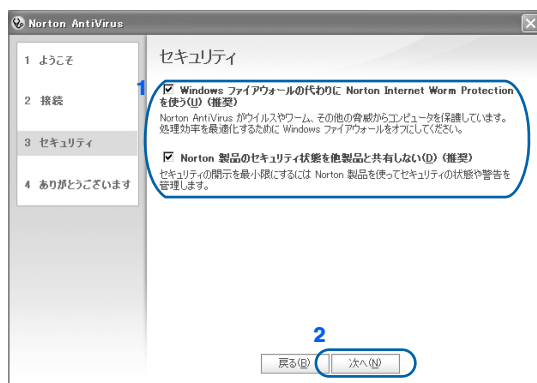 Norton AntiVirus
1 ようこそ
2 接続
3 セキュリティ
4 ありがとうございます
セキュリティ
1
Windows ファイアウォールの代わりに Norton Internet Worm Protection
を使う(U) (推奨)
Norton AntiVirus がウイルスやワーム、その他の脅威からコンピュータを保護しています。
処理効率を最適化するために Windows ファイアウォールをオフにしてください。
Norton 製品のセキュリティ状態を他製品と共有しない(D) (推奨)
セキュリティの開示を最小限にするには Norton 製品を使ってセキュリティの状態や警告を
管理します。
2
戻る(B)
次へ(N)